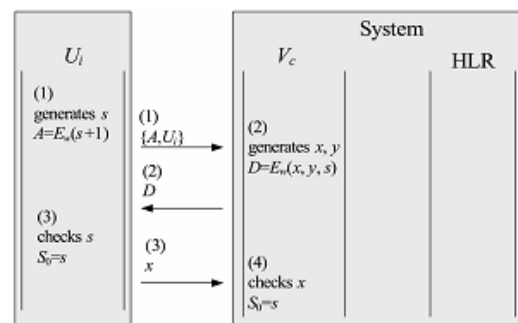 System
U_i
V_c
HLR
(1)
generates s
A=E_w(s+1)
(1)
{A,U_i}
(2)
generates x, y
D=E_w(x, y, s)
(2)
D
(3)
checks s
S_0=s
(3)
x
(4)
checks x
S_0=s